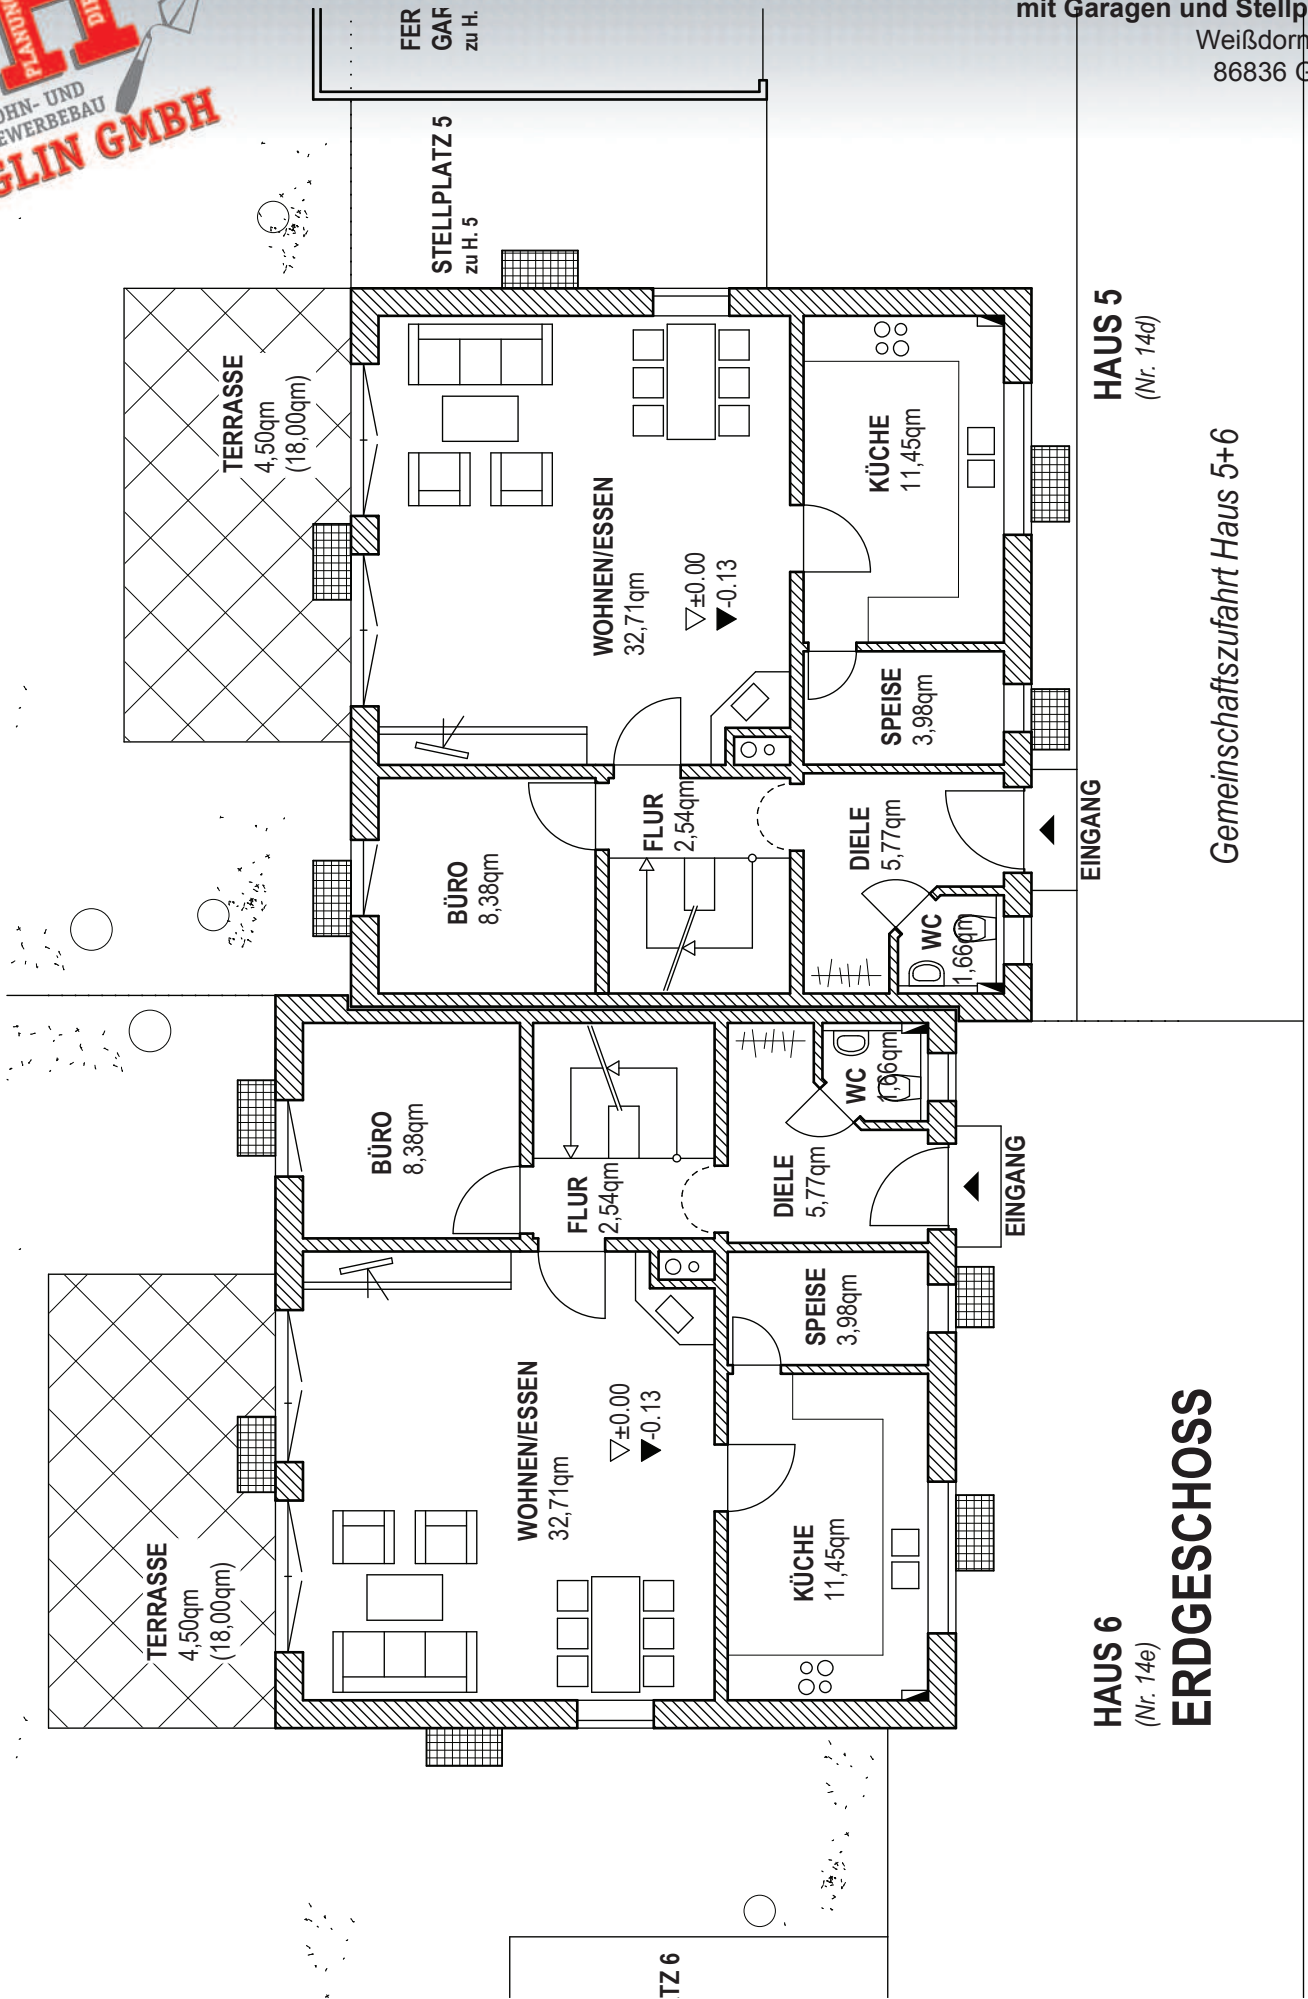 PLANUNG
DIE
OHN- UND
EWERBEBAU
GLIN GMBH
mit Garagen und Stellp
Weißdorn
86836 G
FER
GAR
zu H.
STELLPLATZ 5
zu H. 5
TERRASSE
4,50qm
(18,00qm)
WOHNEN/ESSEN
32,71qm
±0.00
-0.13
KÜCHE
11,45qm
SPEISE
3,98qm
BÜRO
8,38qm
FLUR
2,54qm
DIELE
5,77qm
WC
1,66qm
EINGANG
HAUS 5
(Nr. 14d)
Gemeinschaftszufahrt Haus 5+6
BÜRO
8,38qm
FLUR
2,54qm
DIELE
5,77qm
WC
1,66qm
EINGANG
TERRASSE
4,50qm
(18,00qm)
WOHNEN/ESSEN
32,71qm
±0.00
-0.13
SPEISE
3,98qm
KÜCHE
11,45qm
HAUS 6
(Nr. 14e)
ERDGESCHOSS
TZ 6